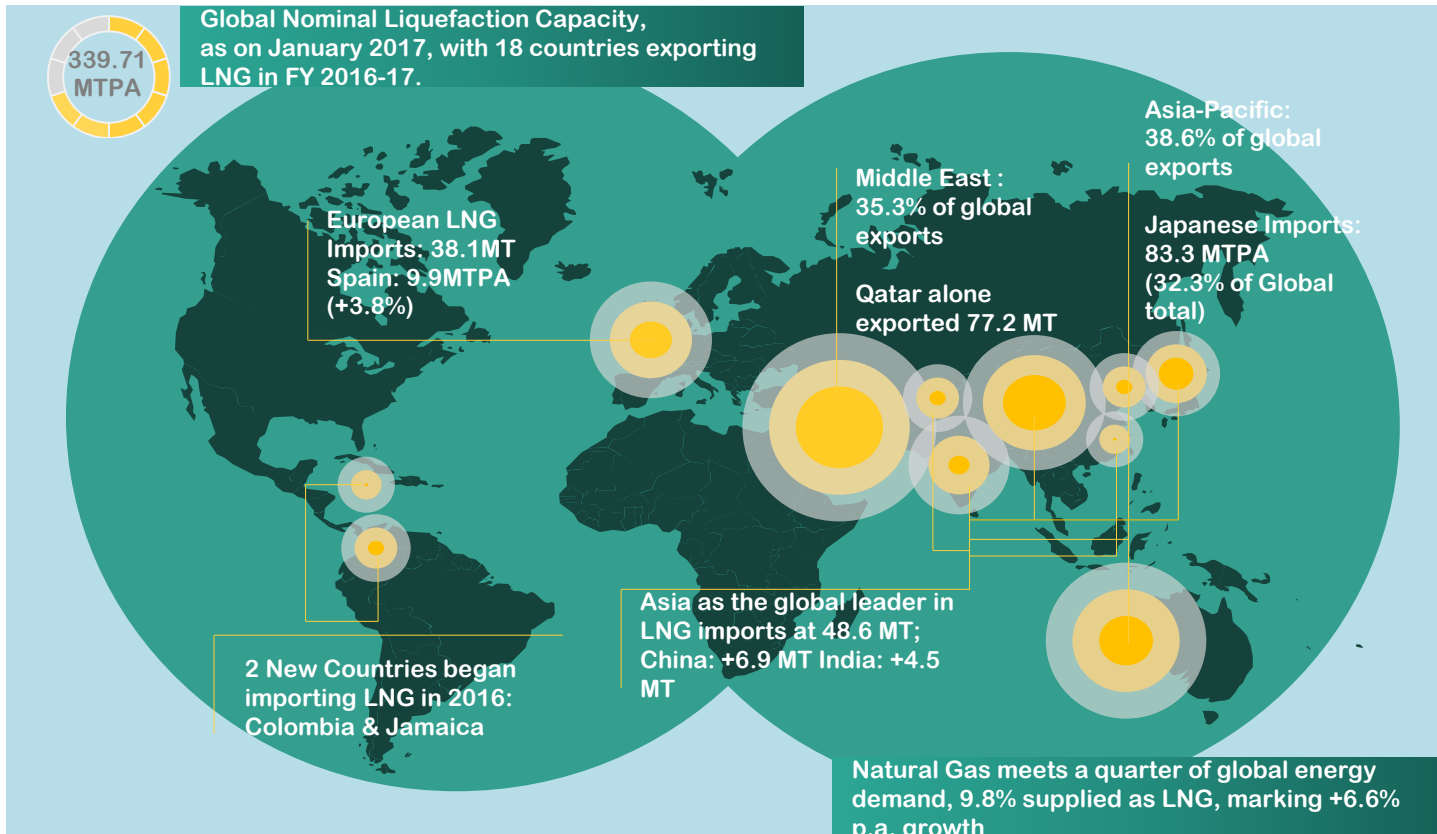 339.71
MTPA
Global Nominal Liquefaction Capacity,
as on January 2017, with 18 countries exporting
LNG in FY 2016-17.
Asia-Pacific:
38.6% of global
exports
Middle East :
35.3% of global
exports
European LNG
Imports: 38.1MT
Spain: 9.9MTPA
(+3.8%)
Japanese Imports:
83.3 MTPA
(32.3% of Global
total)
Qatar alone
exported 77.2 MT
Asia as the global leader in
LNG imports at 48.6 MT;
China: +6.9 MT India: +4.5
MT
2 New Countries began
importing LNG in 2016:
Colombia & Jamaica
Natural Gas meets a quarter of global energy
demand, 9.8% supplied as LNG, marking +6.6%
p.a. growth